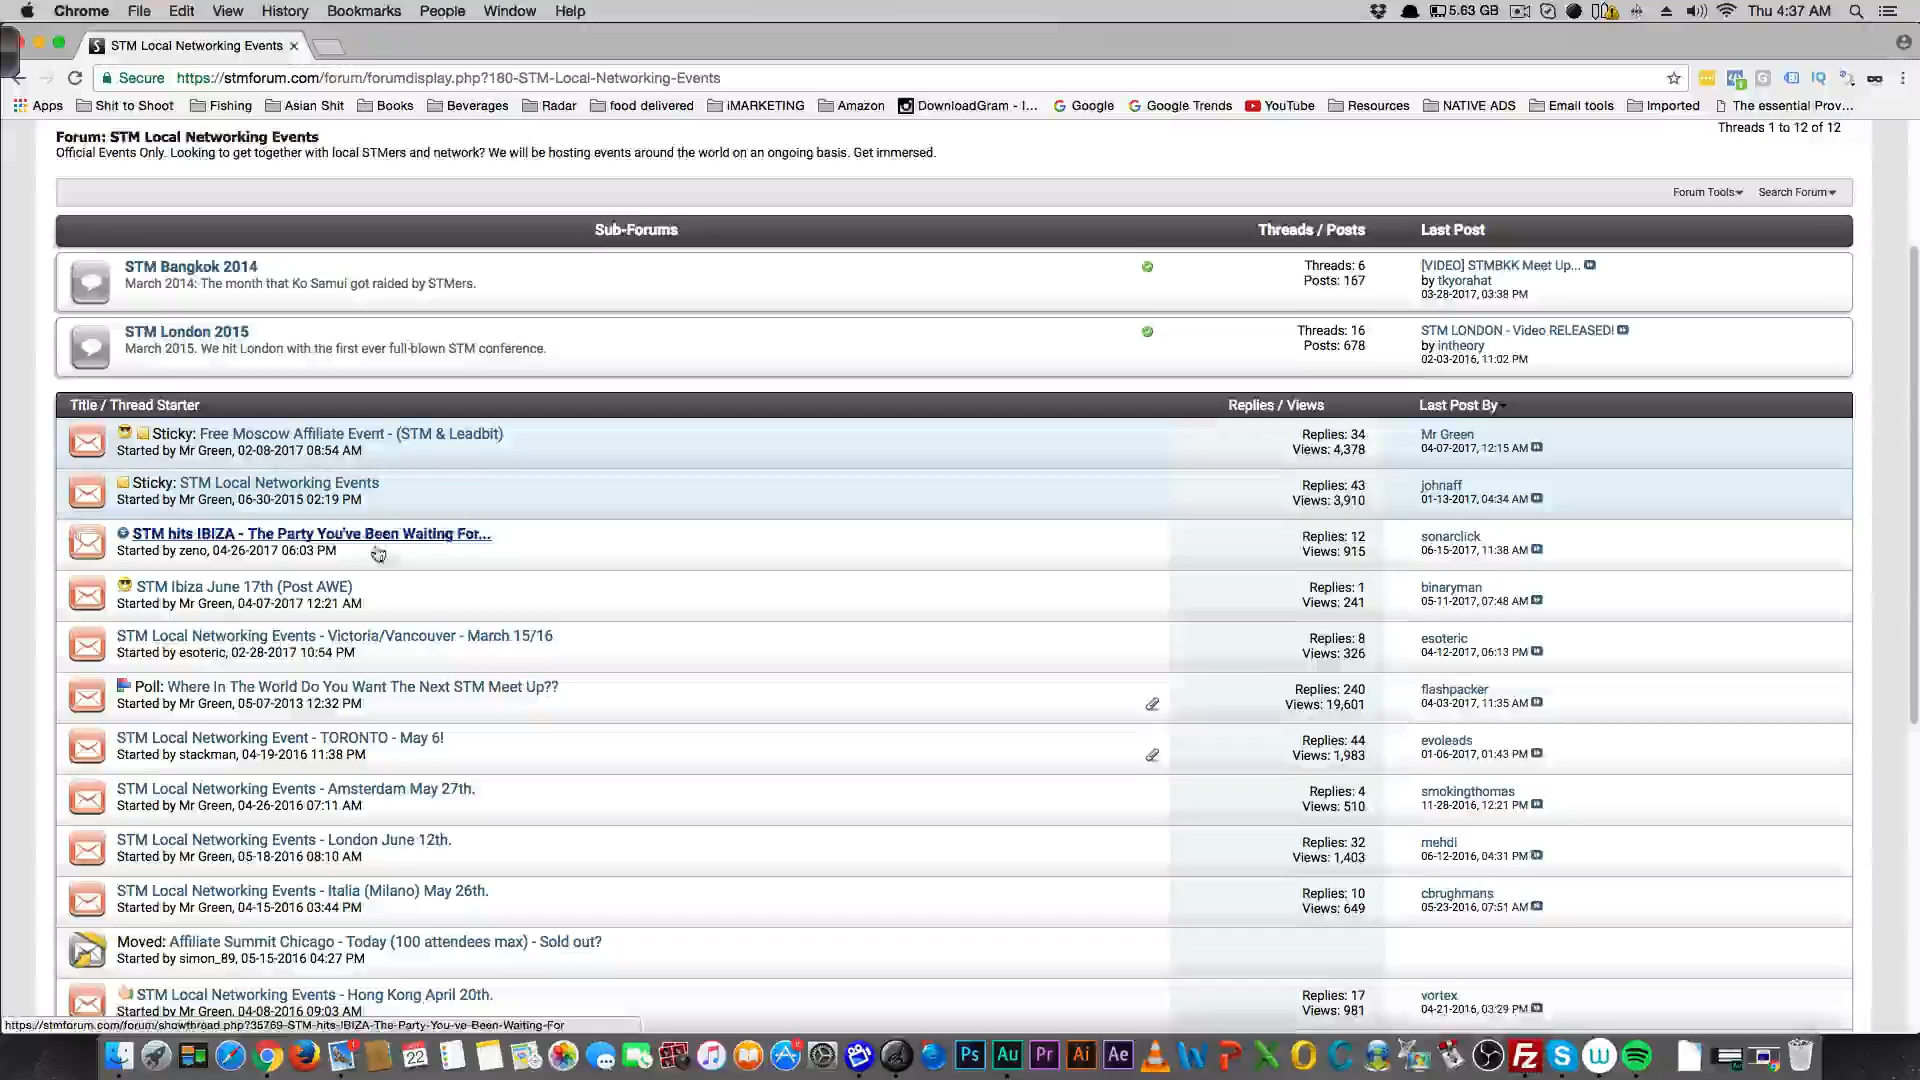 Chrome File Edit View History Bookmarks People Window Help 5.63 GB Thu 4:37 AM
STM Local Networking Events
Secure https://stmforum.com/forum/forumdisplay.php?180-STM-Local-Networking-Events
Apps Shit to Shoot Fishing Asian Shit Books Beverages Radar food delivered iMARKETING Amazon DownloadGram - I... Google Google Trends YouTube Resources NATIVE ADS Email tools Imported The essential Prov...
Forum: STM Local Networking Events Threads 1 to 12 of 12
Official Events Only. Looking to get together with local STMers and network? We will be hosting events around the world on an ongoing basis. Get immersed.
Forum Tools Search Forum
Sub-Forums Threads / Posts Last Post
STM Bangkok 2014 Threads: 6 [VIDEO] STMBKK Meet Up...
March 2014: The month that Ko Samui got raided by STMers. Posts: 167 by tkyorahat
03-28-2017, 03:38 PM
STM London 2015 Threads: 16 STM LONDON - Video RELEASED!
March 2015. We hit London with the first ever full-blown STM conference. Posts: 678 by intheory
02-03-2016, 11:02 PM
Title / Thread Starter Replies / Views Last Post By
Sticky: Free Moscow Affiliate Event - (STM & Leadbit) Replies: 34 Mr Green
Started by Mr Green, 02-08-2017 08:54 AM Views: 4,378 04-07-2017, 12:15 AM
Sticky: STM Local Networking Events Replies: 43 johnaff
Started by Mr Green, 06-30-2015 02:19 PM Views: 3,910 01-13-2017, 04:34 AM
STM hits IBIZA - The Party You've Been Waiting For... Replies: 12 sonarclick
Started by zeno, 04-26-2017 06:03 PM Views: 915 06-15-2017, 11:38 AM
STM Ibiza June 17th (Post AWE) Replies: 1 binaryman
Started by Mr Green, 04-07-2017 12:21 AM Views: 241 05-11-2017, 07:48 AM
STM Local Networking Events - Victoria/Vancouver - March 15/16 Replies: 8 esoteric
Started by esoteric, 02-28-2017 10:54 PM Views: 326 04-12-2017, 06:13 PM
Poll: Where In The World Do You Want The Next STM Meet Up?? Replies: 240 flashpacker
Started by Mr Green, 05-07-2013 12:32 PM Views: 19,601 04-03-2017, 11:35 AM
STM Local Networking Event - TORONTO - May 6! Replies: 44 evoleads
Started by stackman, 04-19-2016 11:38 PM Views: 1,983 01-06-2017, 01:43 PM
STM Local Networking Events - Amsterdam May 27th. Replies: 4 smokingthomas
Started by Mr Green, 04-26-2016 07:11 AM Views: 510 11-28-2016, 12:21 PM
STM Local Networking Events - London June 12th. Replies: 32 mehdi
Started by Mr Green, 05-18-2016 08:10 AM Views: 1,403 06-12-2016, 04:31 PM
STM Local Networking Events - Italia (Milano) May 26th. Replies: 10 cbrughmans
Started by Mr Green, 04-15-2016 03:44 PM Views: 649 05-23-2016, 07:51 AM
Moved: Affiliate Summit Chicago - Today (100 attendees max) - Sold out?
Started by simon_89, 05-15-2016 04:27 PM
STM Local Networking Events - Hong Kong April 20th. Replies: 17 vortex
Started by Mr Green, 04-08-2016 09:03 AM Views: 981 04-21-2016, 03:29 PM
https://stmforum.com/forum/showthread.php?35769-STM-hits-IBIZA-The-Party-You-ve-Been-Waiting-For
22 Ps Au Pr Ai Ae